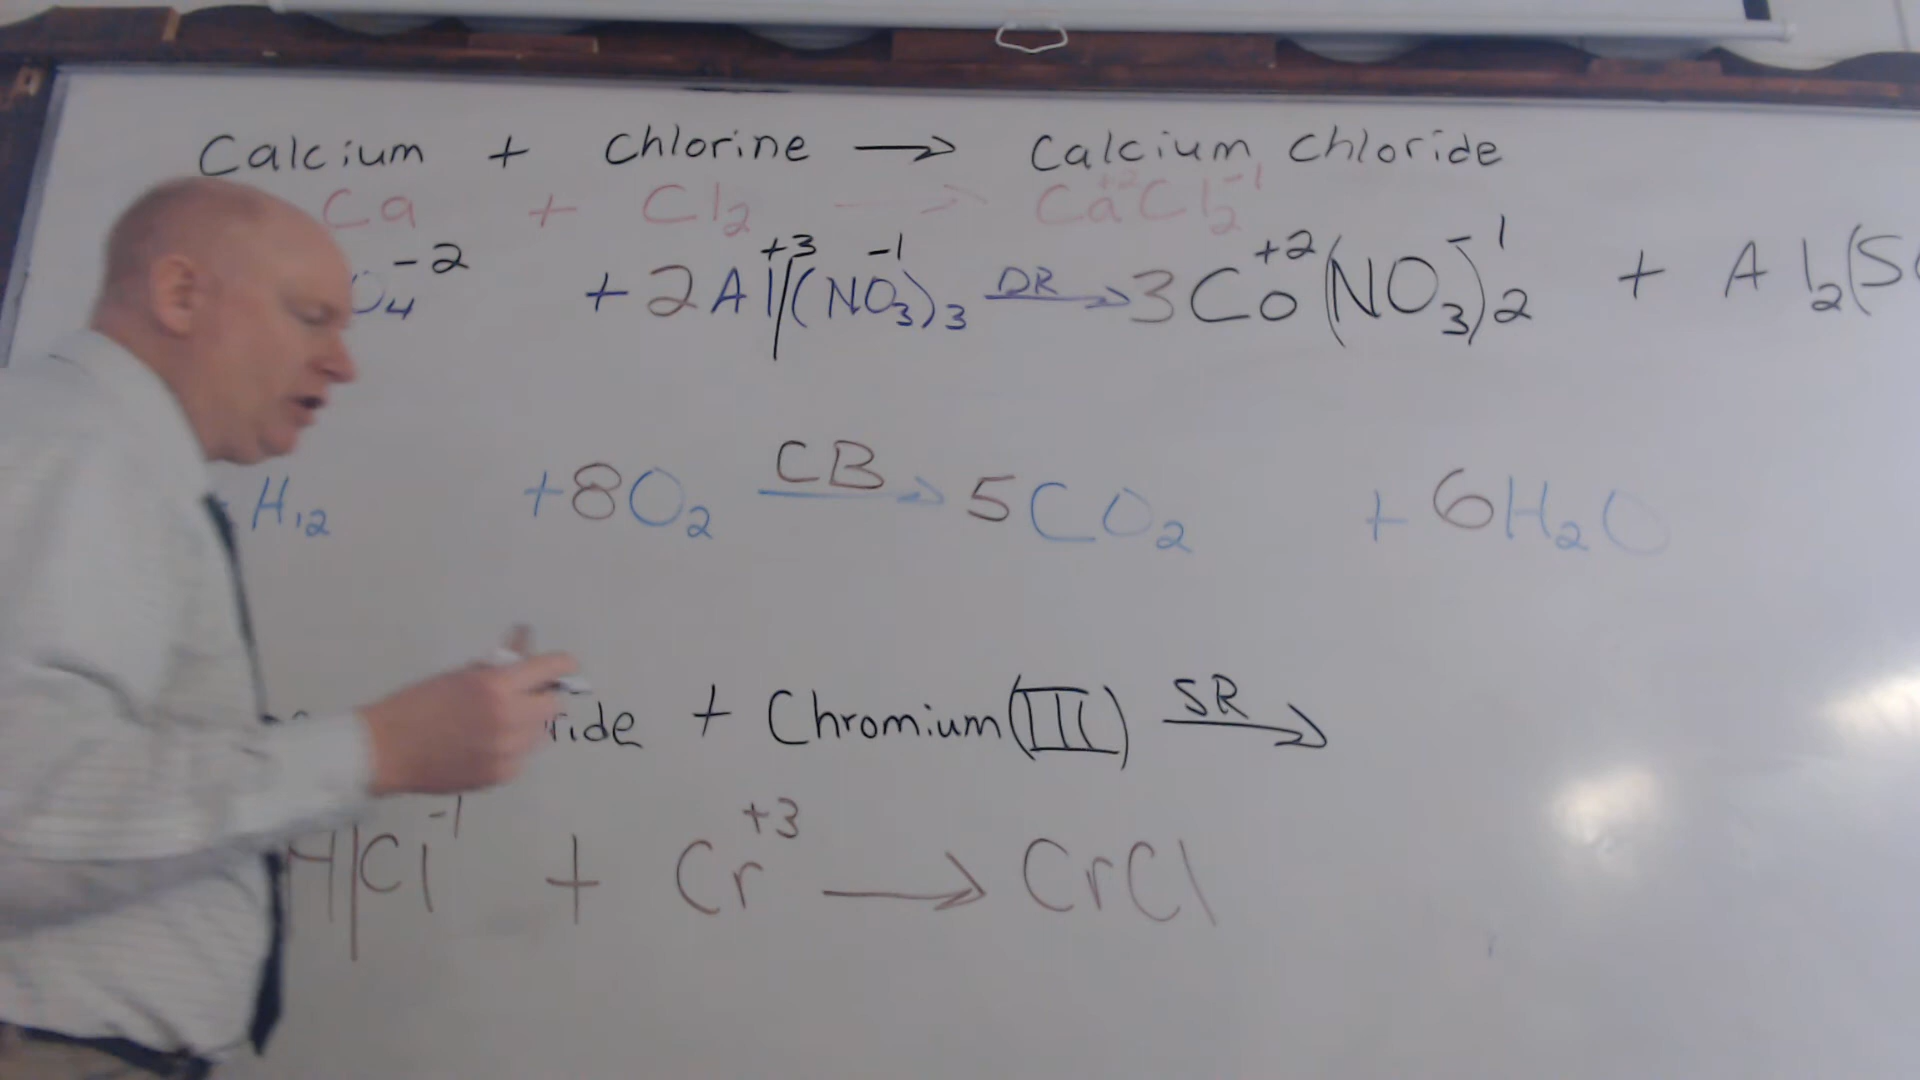 Calcium + Chlorine → Calcium Chloride
Ca + Cl₂ → Ca⁺²Cl₂⁻¹
O₄⁻² + 2Al⁺³/(NO₃)₃⁻¹ DR→ 3Co⁺²(NO₃)₂⁻¹ + Al₂(S
H₁₂ + 8O₂ CB→ 5CO₂ + 6H₂O
ride + Chromium(III) SR→
H|Cl⁻¹ + Cr⁺³ → CrCl